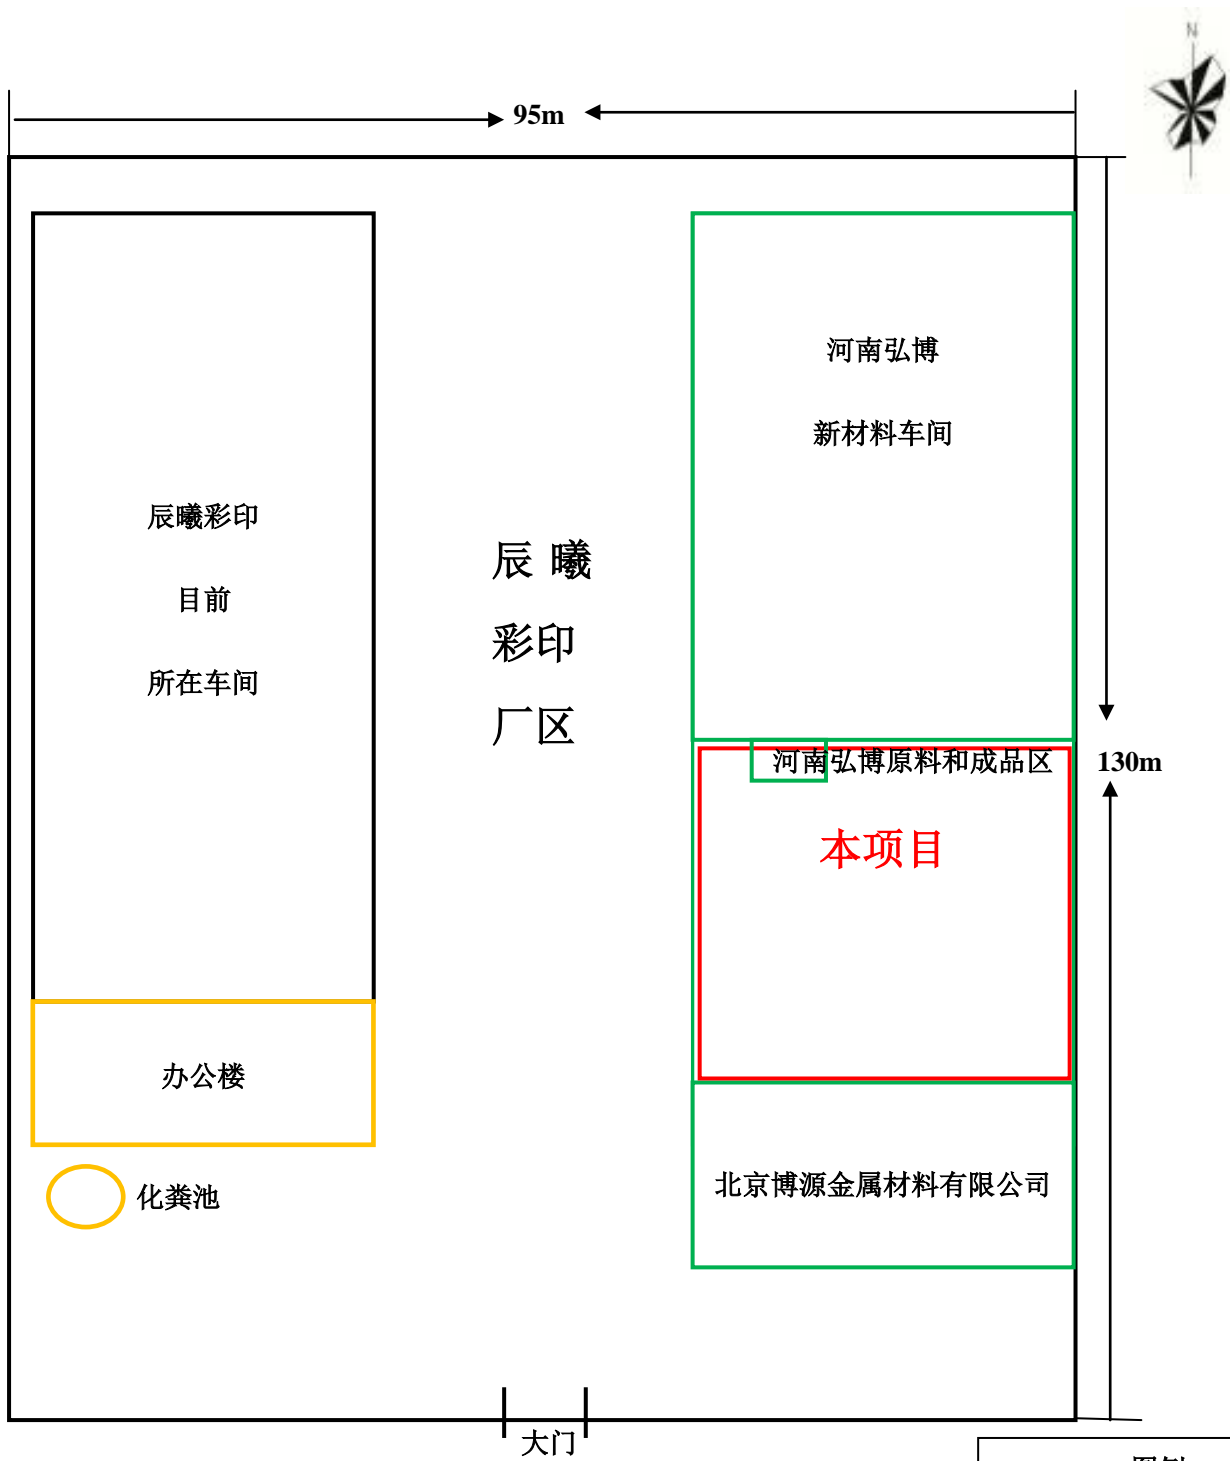 N
95m
河南弘博
新材料车间
辰曦彩印
目前
所在车间
辰 曦
彩印
厂区
河南弘博原料和成品区
130m
本项目
办公楼
化粪池
北京博源金属材料有限公司
大门
图例